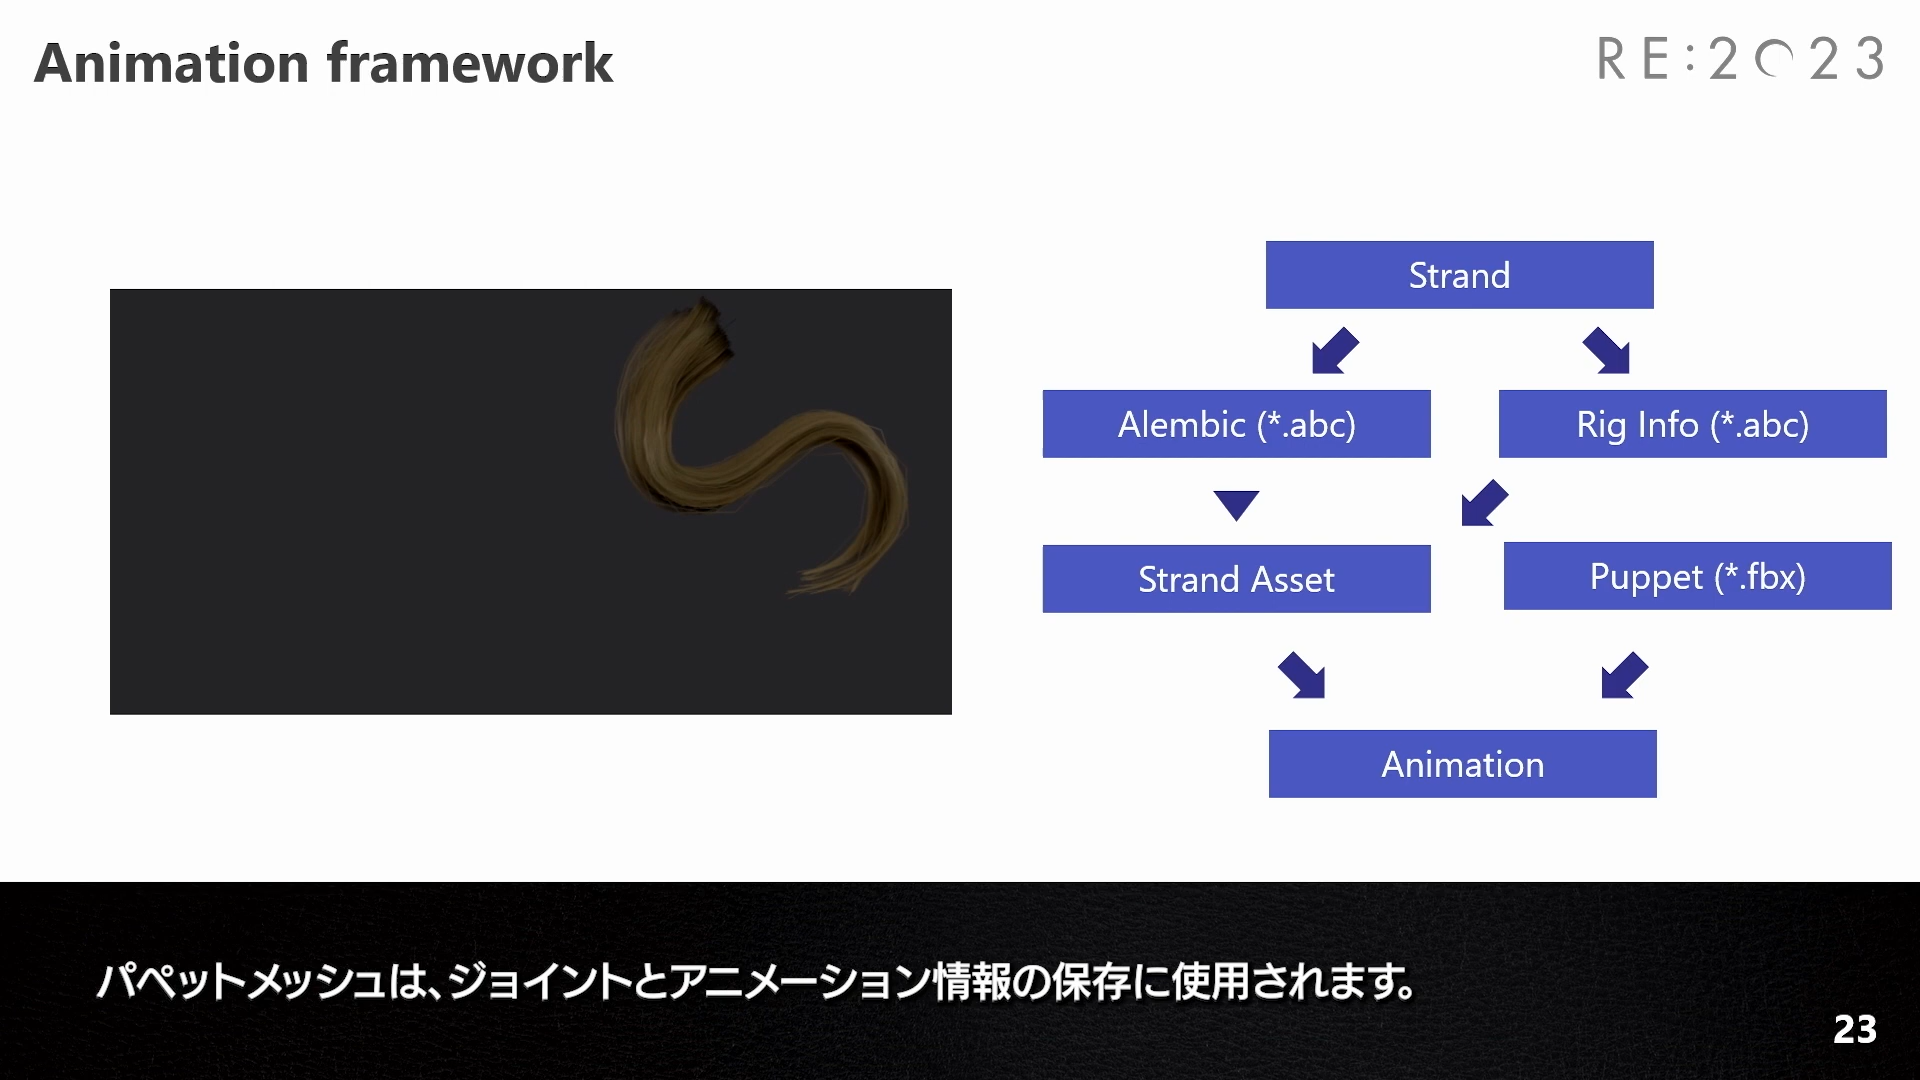 Animation framework
RE:2023
Strand
Alembic (*.abc)
Rig Info (*.abc)
Strand Asset
Puppet (*.fbx)
Animation
パペットメッシュは、ジョイントとアニメーション情報の保存に使用されます。
23